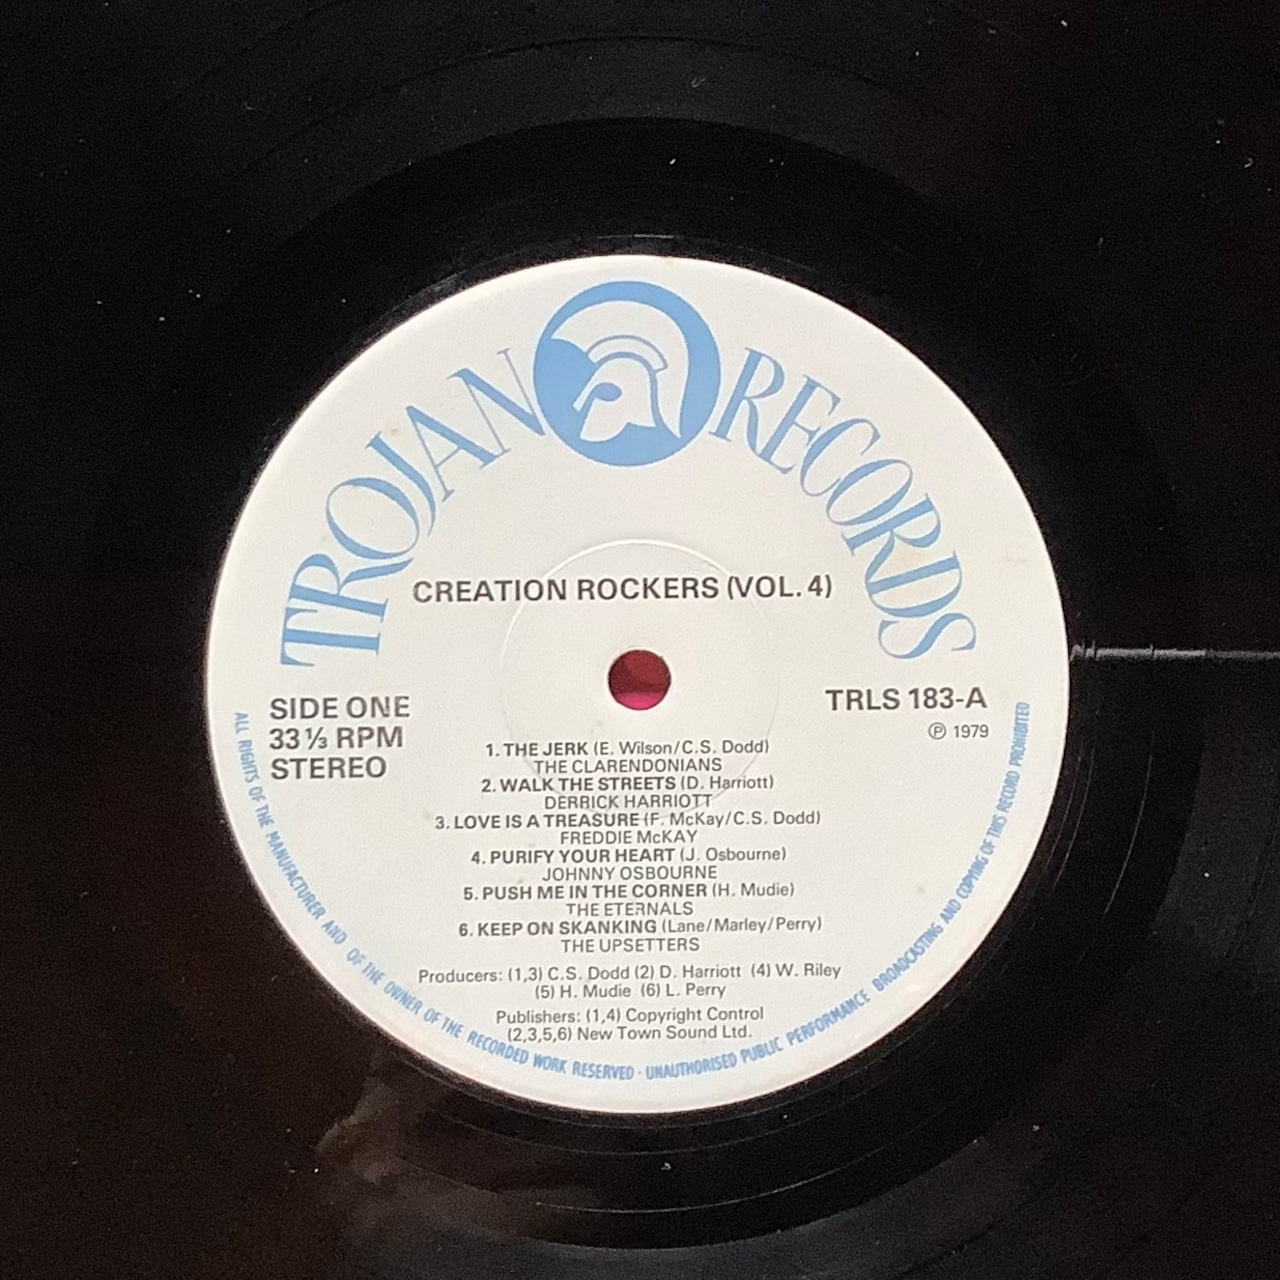 TROJAN RECORDS
CREATION ROCKERS (VOL. 4)
SIDE ONE
33 ⅓ RPM
STEREO
TRLS 183-A
℗ 1979
1. THE JERK (E. Wilson/C.S. Dodd)
THE CLARENDONIANS
2. WALK THE STREETS (D. Harriott)
DERRICK HARRIOTT
3. LOVE IS A TREASURE (F. McKay/C.S. Dodd)
FREDDIE McKAY
4. PURIFY YOUR HEART (J. Osbourne)
JOHNNY OSBOURNE
5. PUSH ME IN THE CORNER (H. Mudie)
THE ETERNALS
6. KEEP ON SKANKING (Lane/Marley/Perry)
THE UPSETTERS
Producers: (1,3) C.S. Dodd (2) D. Harriott (4) W. Riley
(5) H. Mudie (6) L. Perry
Publishers: (1,4) Copyright Control
(2,3,5,6) New Town Sound Ltd.
ALL RIGHTS OF THE MANUFACTURER AND OF THE OWNER OF THE RECORDED WORK RESERVED · UNAUTHORISED PUBLIC PERFORMANCE BROADCASTING AND COPYING OF THIS RECORD PROHIBITED